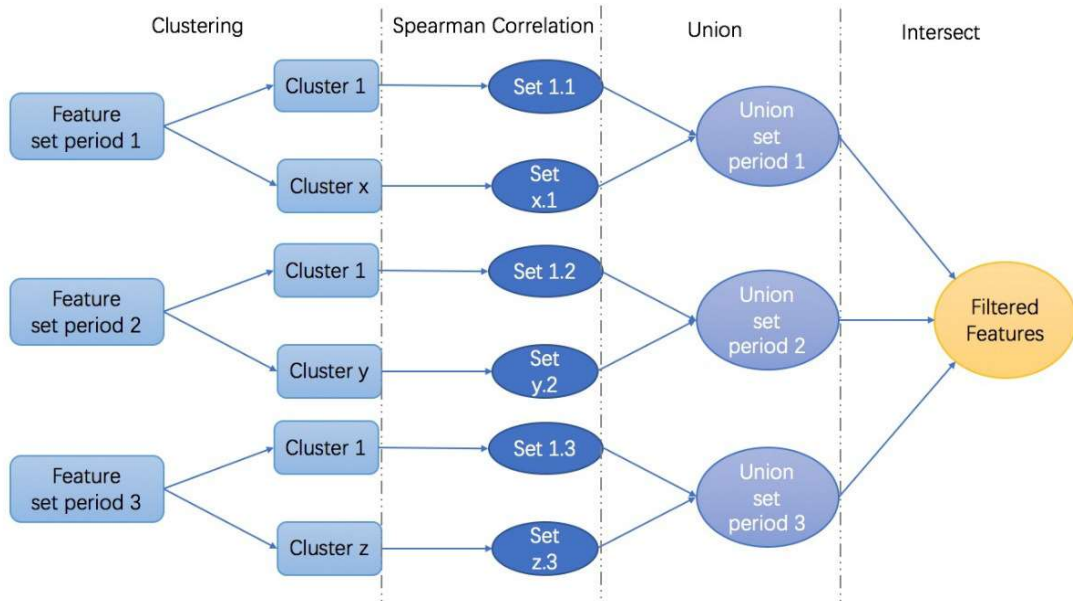 Clustering
Spearman Correlation
Union
Intersect
Feature
set period 1
Cluster 1
Cluster x
Set 1.1
Set
x.1
Union
set
period 1
Feature
set period 2
Cluster 1
Cluster y
Set 1.2
Set
y.2
Union
set
period 2
Feature
set period 3
Cluster 1
Cluster z
Set 1.3
Set
z.3
Union
set
period 3
Filtered
Features